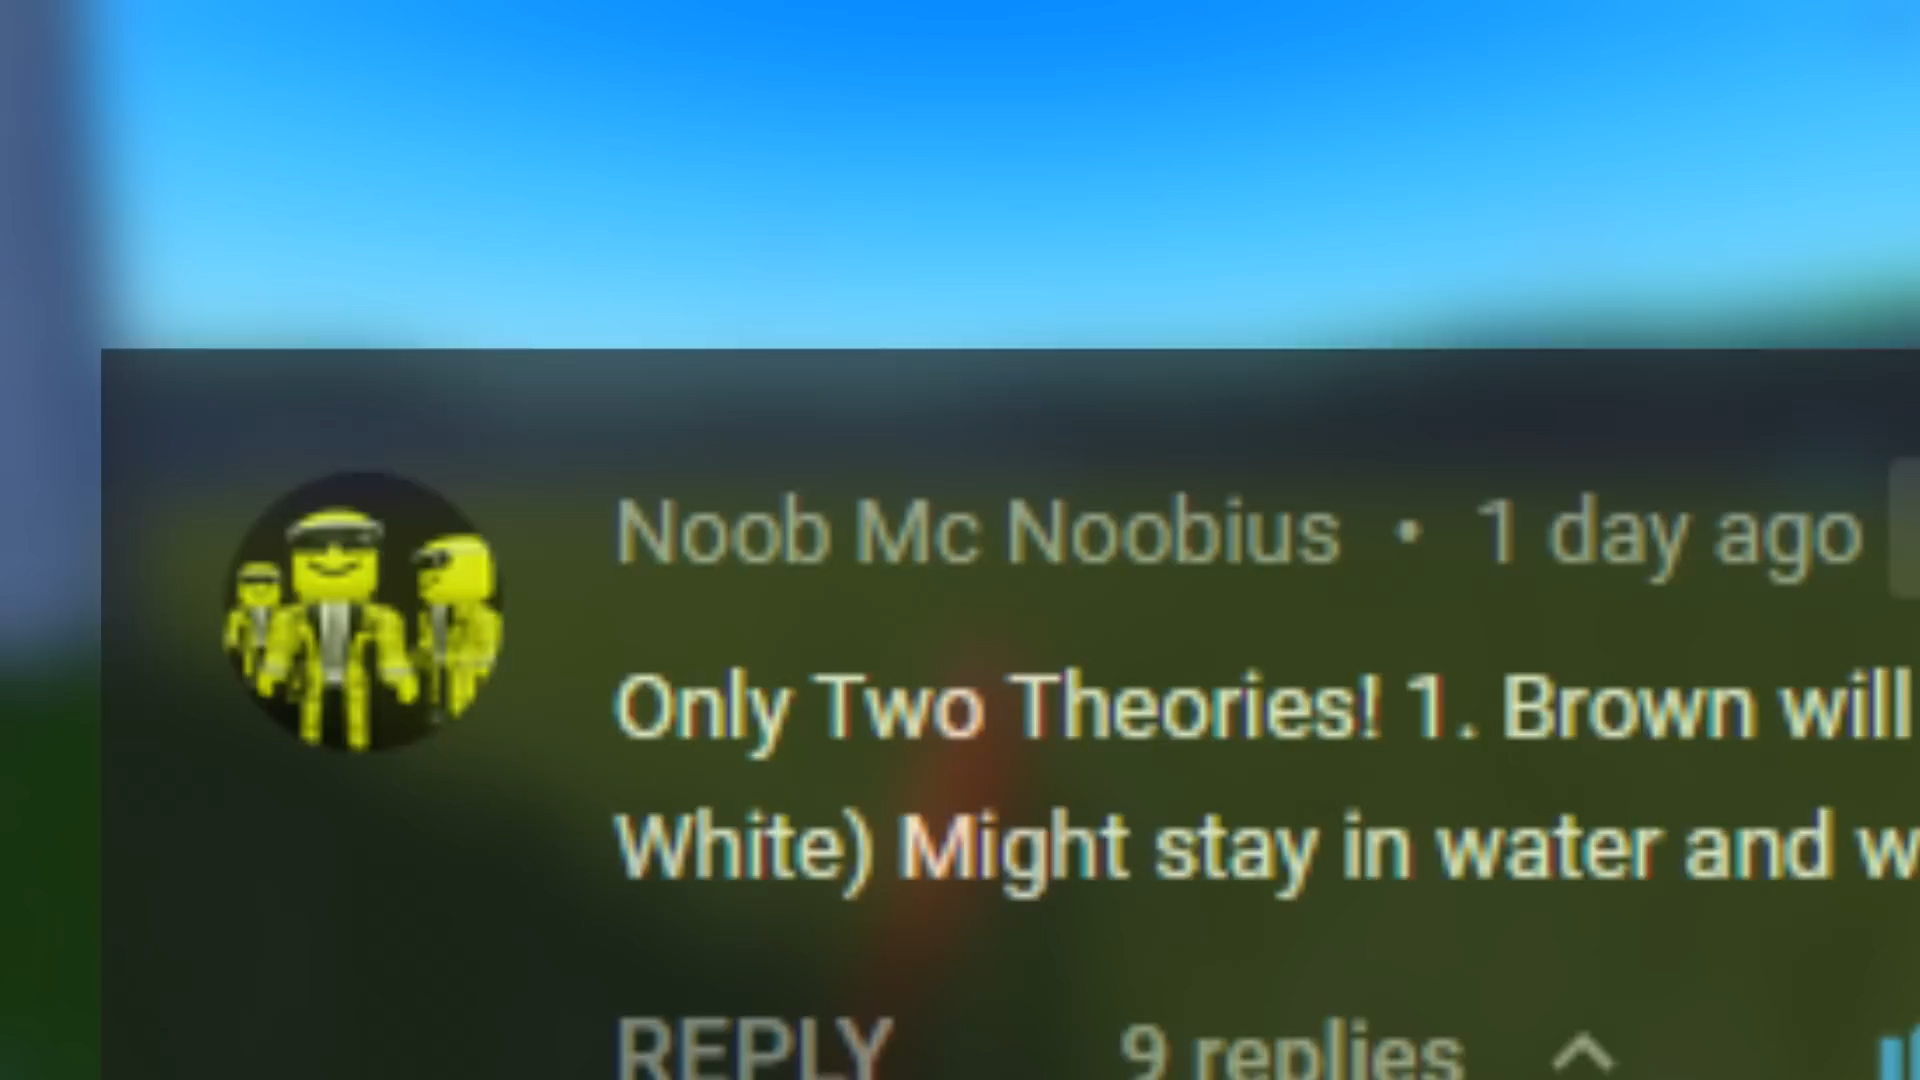 Noob Mc Noobius • 1 day ago
Only Two Theories! 1. Brown will
White) Might stay in water and w
REPLY 9 replies